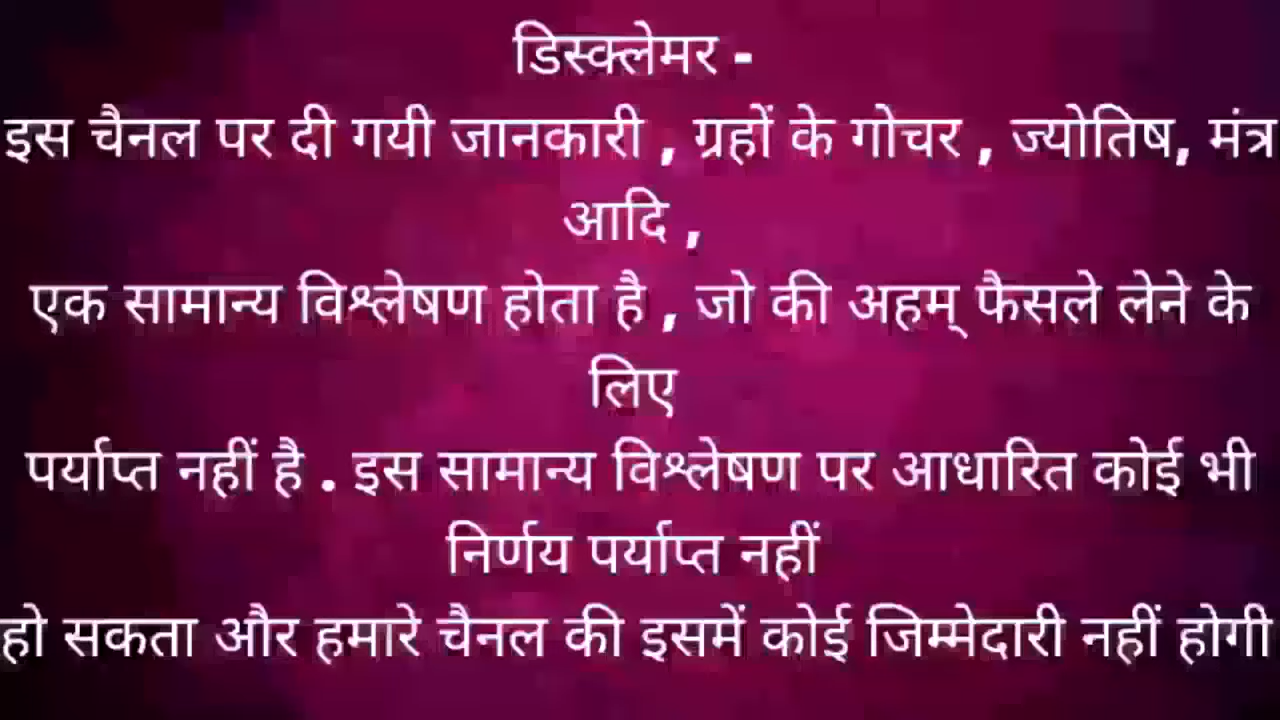 डिस्क्लेमर -
इस चैनल पर दी गयी जानकारी , ग्रहों के गोचर , ज्योतिष, मंत्र
आदि ,
एक सामान्य विश्लेषण होता है , जो की अहम् फैसले लेने के
लिए
पर्याप्त नहीं है . इस सामान्य विश्लेषण पर आधारित कोई भी
निर्णय पर्याप्त नहीं
हो सकता और हमारे चैनल की इसमें कोई जिम्मेदारी नहीं होगी